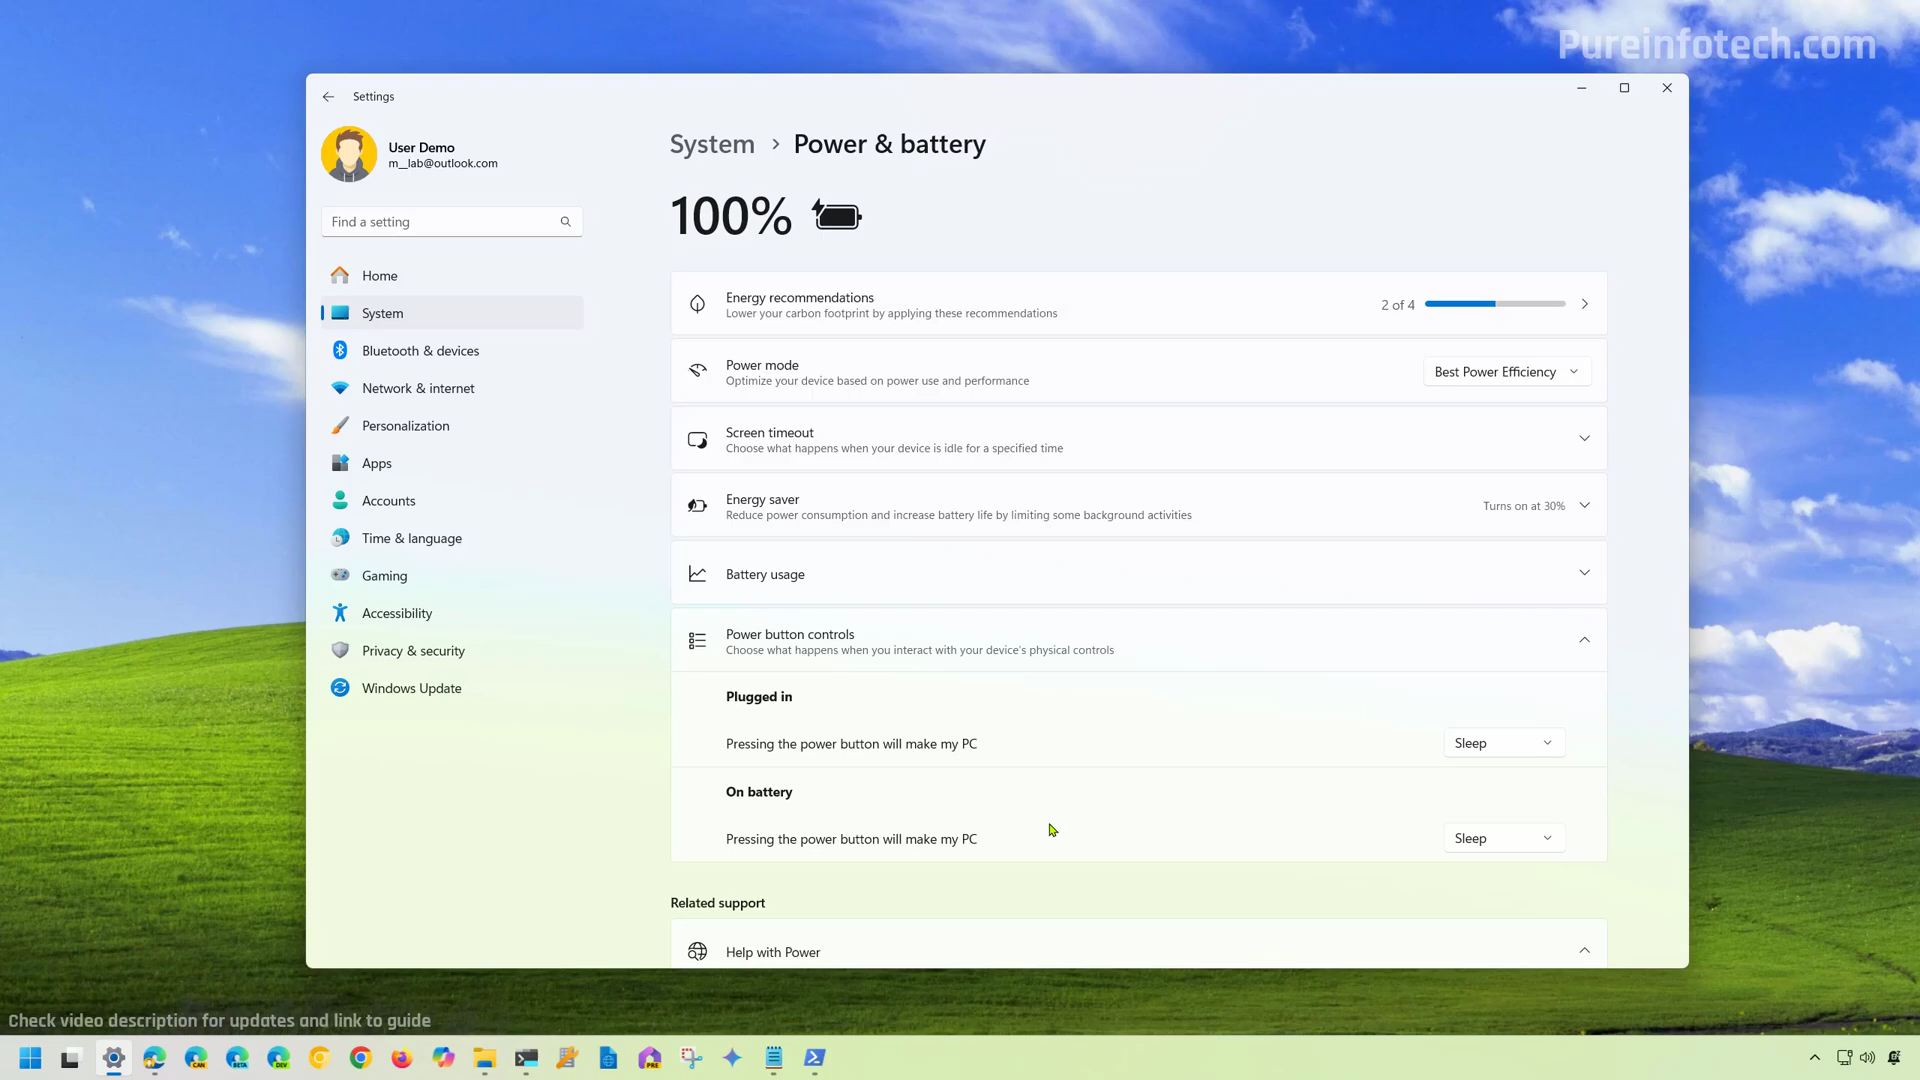 Pureinfotech.com
Settings
User Demo
m__lab@outlook.com
Find a setting
Home
System
Bluetooth & devices
Network & internet
Personalization
Apps
Accounts
Time & language
Gaming
Accessibility
Privacy & security
Windows Update
System > Power & battery
100%
Energy recommendations
Lower your carbon footprint by applying these recommendations
2 of 4
Power mode
Optimize your device based on power use and performance
Best Power Efficiency
Screen timeout
Choose what happens when your device is idle for a specified time
Energy saver
Reduce power consumption and increase battery life by limiting some background activities
Turns on at 30%
Battery usage
Power button controls
Choose what happens when you interact with your device's physical controls
Plugged in
Pressing the power button will make my PC
Sleep
On battery
Pressing the power button will make my PC
Sleep
Related support
Help with Power
Check video description for updates and link to guide
CAN
BETA
DEV
PRE